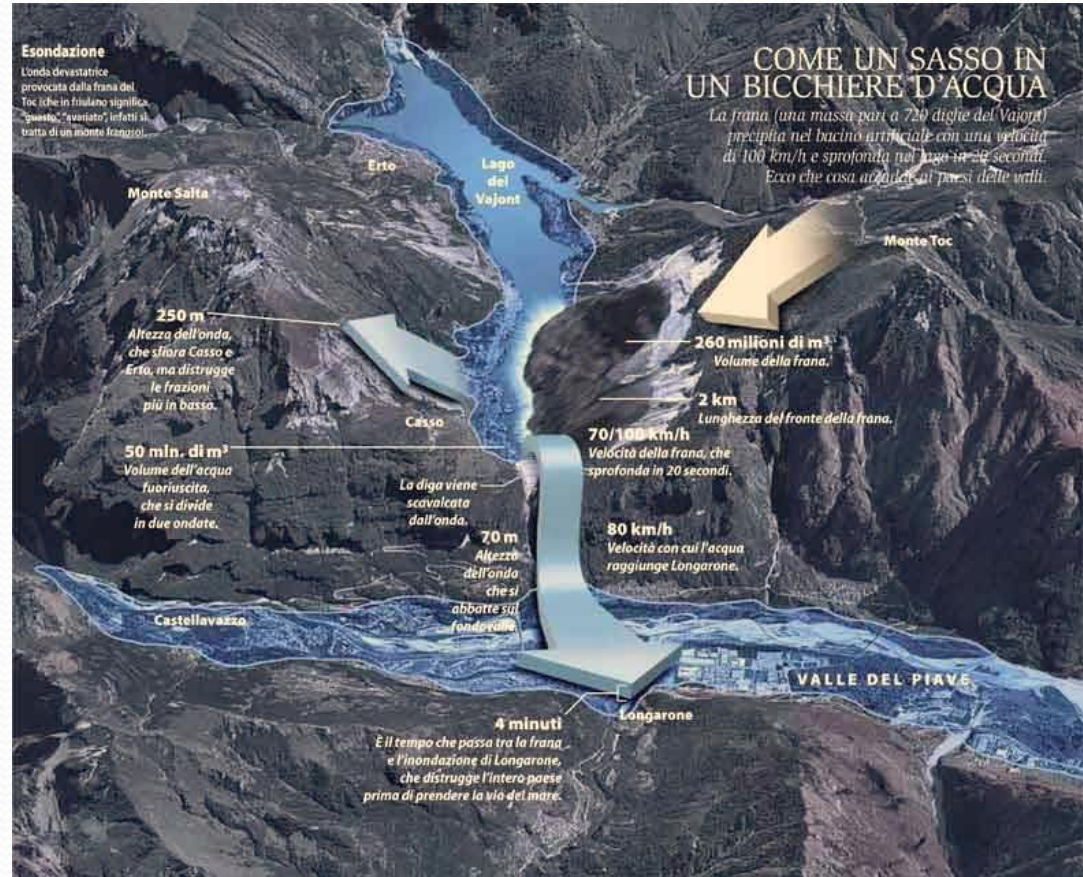 Esondazione
L'onda devastatrice
provocata dalla frana del
Toc (che in friulano significa
"guasto", "avariato", infatti si
tratta di un monte franoso).
COME UN SASSO IN
UN BICCHIERE D'ACQUA
La frana (una massa pari a 720 dighe del Vajont)
precipita nel bacino artificiale con una velocità
di 100 km/h e sprofonda nel lago in 20 secondi.
Ecco che cosa accadde ai paesi delle valli.
Erto
Lago
del
Vajont
Monte Salta
Monte Toc
250 m
Altezza dell'onda,
che sfiora Casso e
Erto, ma distrugge
le frazioni
più in basso.
260 milioni di m³
Volume della frana.
2 km
Lunghezza del fronte della frana.
Casso
70/100 km/h
Velocità della frana, che
sprofonda in 20 secondi.
50 mln. di m³
Volume dell'acqua
fuoriuscita,
che si divide
in due ondate.
La diga viene
scavalcata
dall'onda.
70 m
Altezza
dell'onda
che si
abbatte sul
fondovalle.
80 km/h
Velocità con cui l'acqua
raggiunge Longarone.
Castellavazzo
VALLE DEL PIAVE
Longarone
4 minuti
È il tempo che passa tra la frana
e l'inondazione di Longarone,
che distrugge l'intero paese
prima di prendere la via del mare.